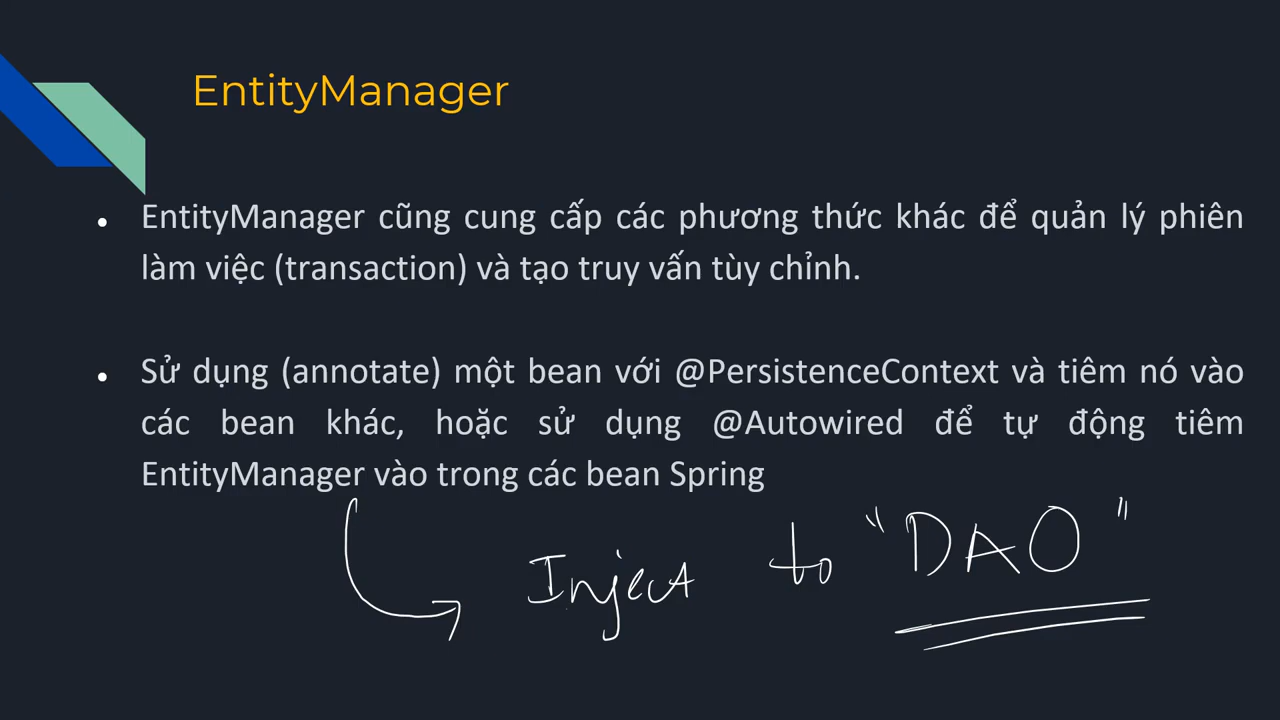 EntityManager
• EntityManager cũng cung cấp các phương thức khác để quản lý phiên
làm việc (transaction) và tạo truy vấn tùy chỉnh.
• Sử dụng (annotate) một bean với @PersistenceContext và tiêm nó vào
các bean khác, hoặc sử dụng @Autowired để tự động tiêm
EntityManager vào trong các bean Spring
Inject to "DAO"